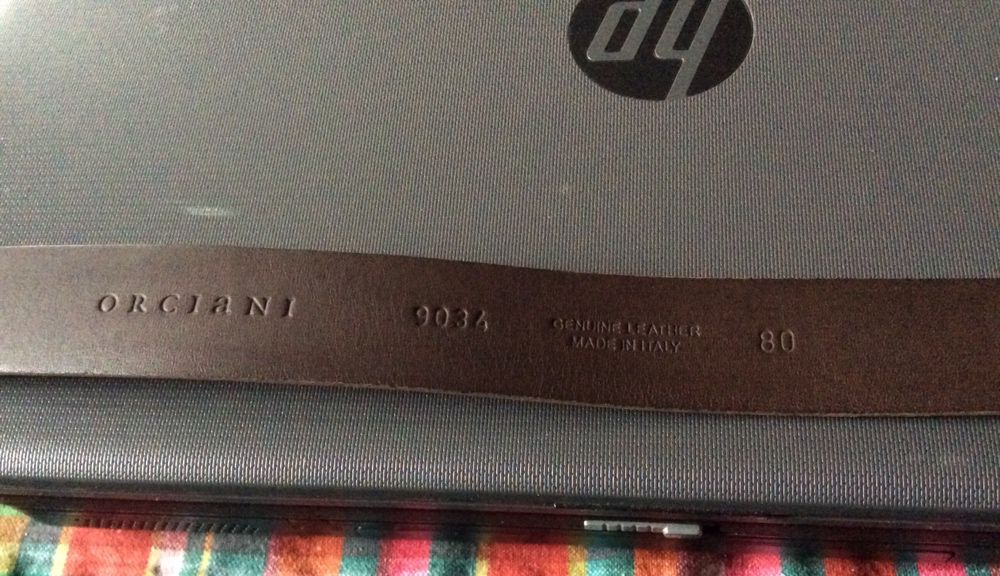 hp
ORCIaNI 9034 GENUINE LEATHER 80
MADE IN ITALY